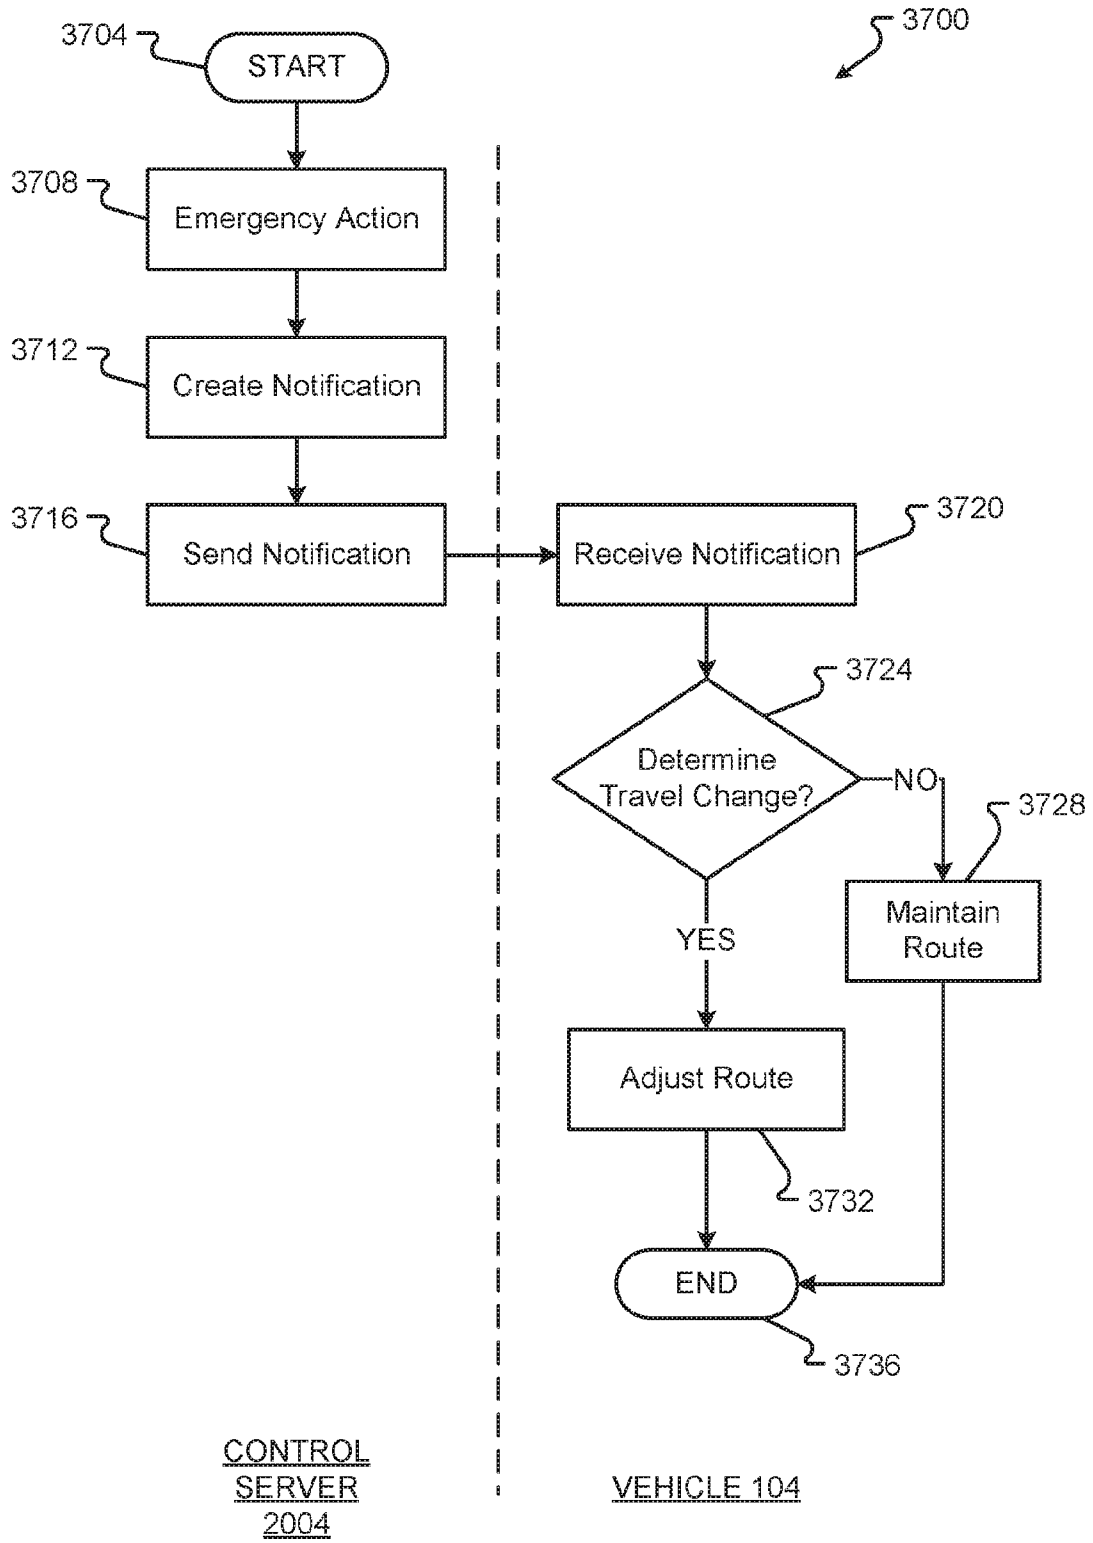 3700
3704
START
3708
Emergency Action
3712
Create Notification
3716
Send Notification
Receive Notification
3720
3724
Determine
Travel Change?
NO
3728
Maintain
Route
YES
Adjust Route
3732
END
3736
CONTROL
SERVER
2004
VEHICLE 104